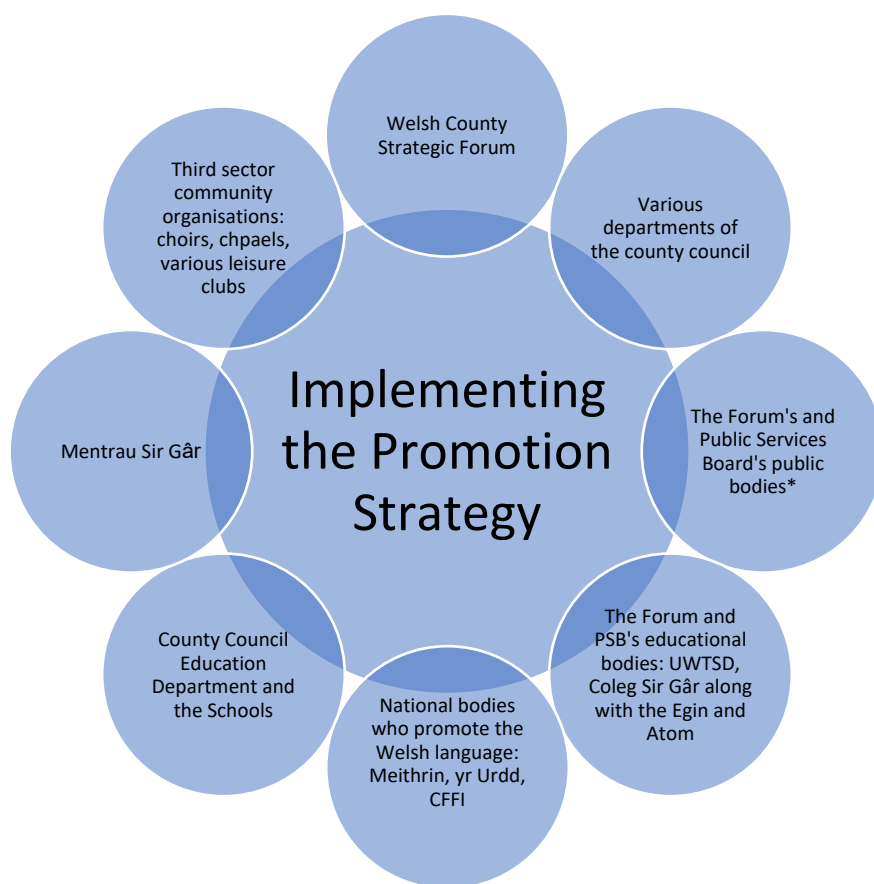 Welsh County
Strategic Forum
Various
departments of
the county council
The Forum's and
Public Services
Board's public
bodies*
The Forum and
PSB's educational
bodies: UWTSD,
Coleg Sir Gâr along
with the Egin and
Atom
National bodies
who promote the
Welsh language:
Meithrin, yr Urdd,
CFFI
County Council
Education
Department and
the Schools
Mentrau Sir Gâr
Third sector
community
organisations:
choirs, chpaels,
various leisure
clubs
Implementing
the Promotion
Strategy